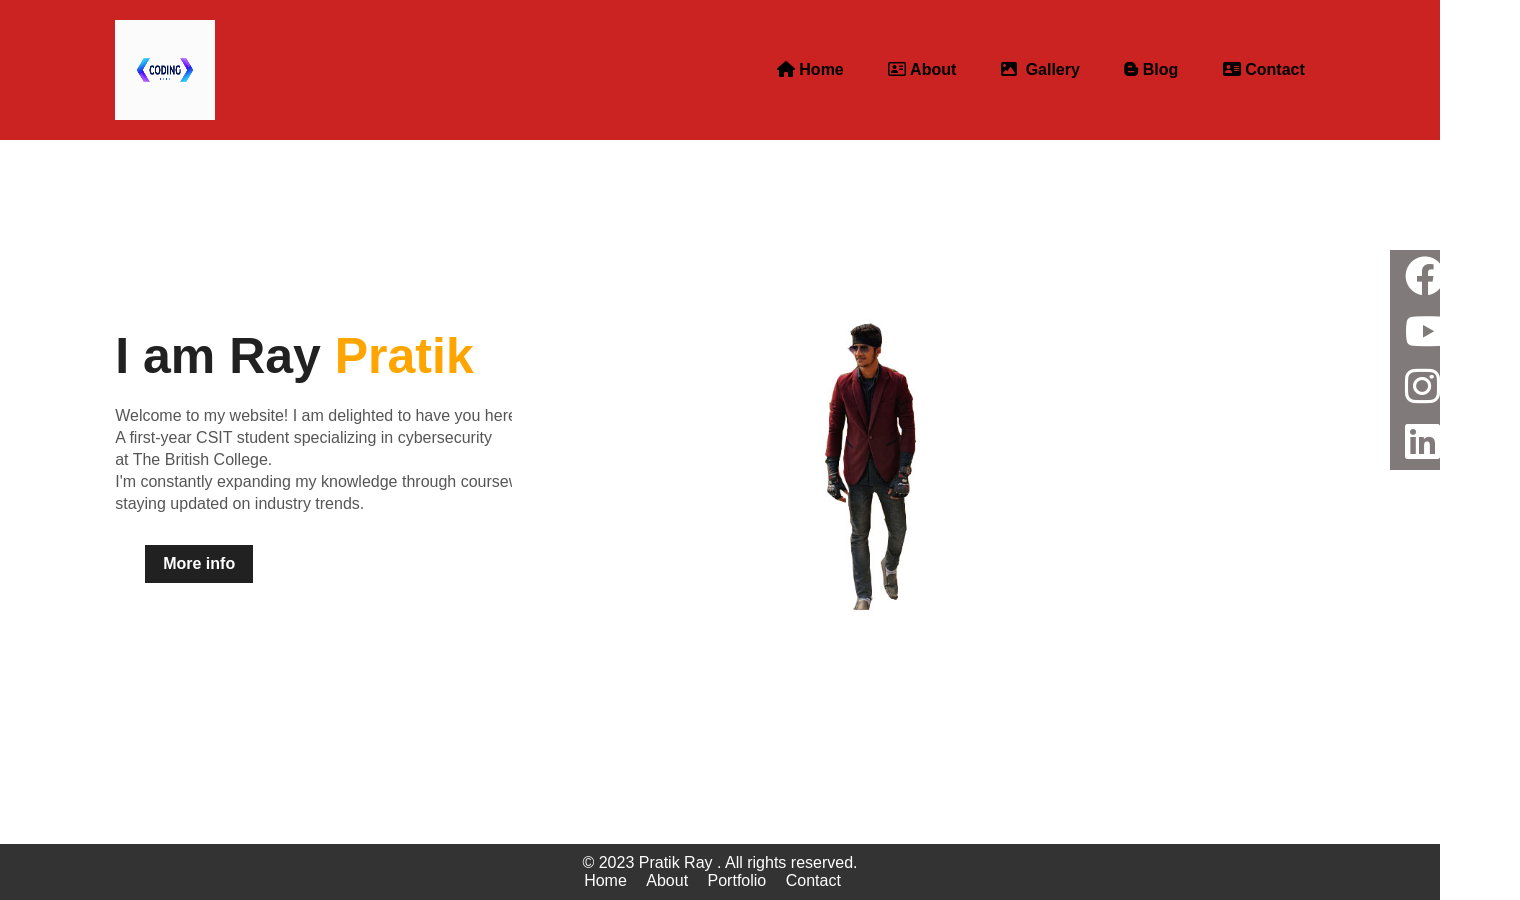 CODING
Home About Gallery Blog Contact
I am Ray Pratik
Welcome to my website! I am delighted to have you here
A first-year CSIT student specializing in cybersecurity
at The British College.
I'm constantly expanding my knowledge through
staying updated on industry trends.
More info
© 2023 Pratik Ray . All rights reserved.
Home About Portfolio Contact